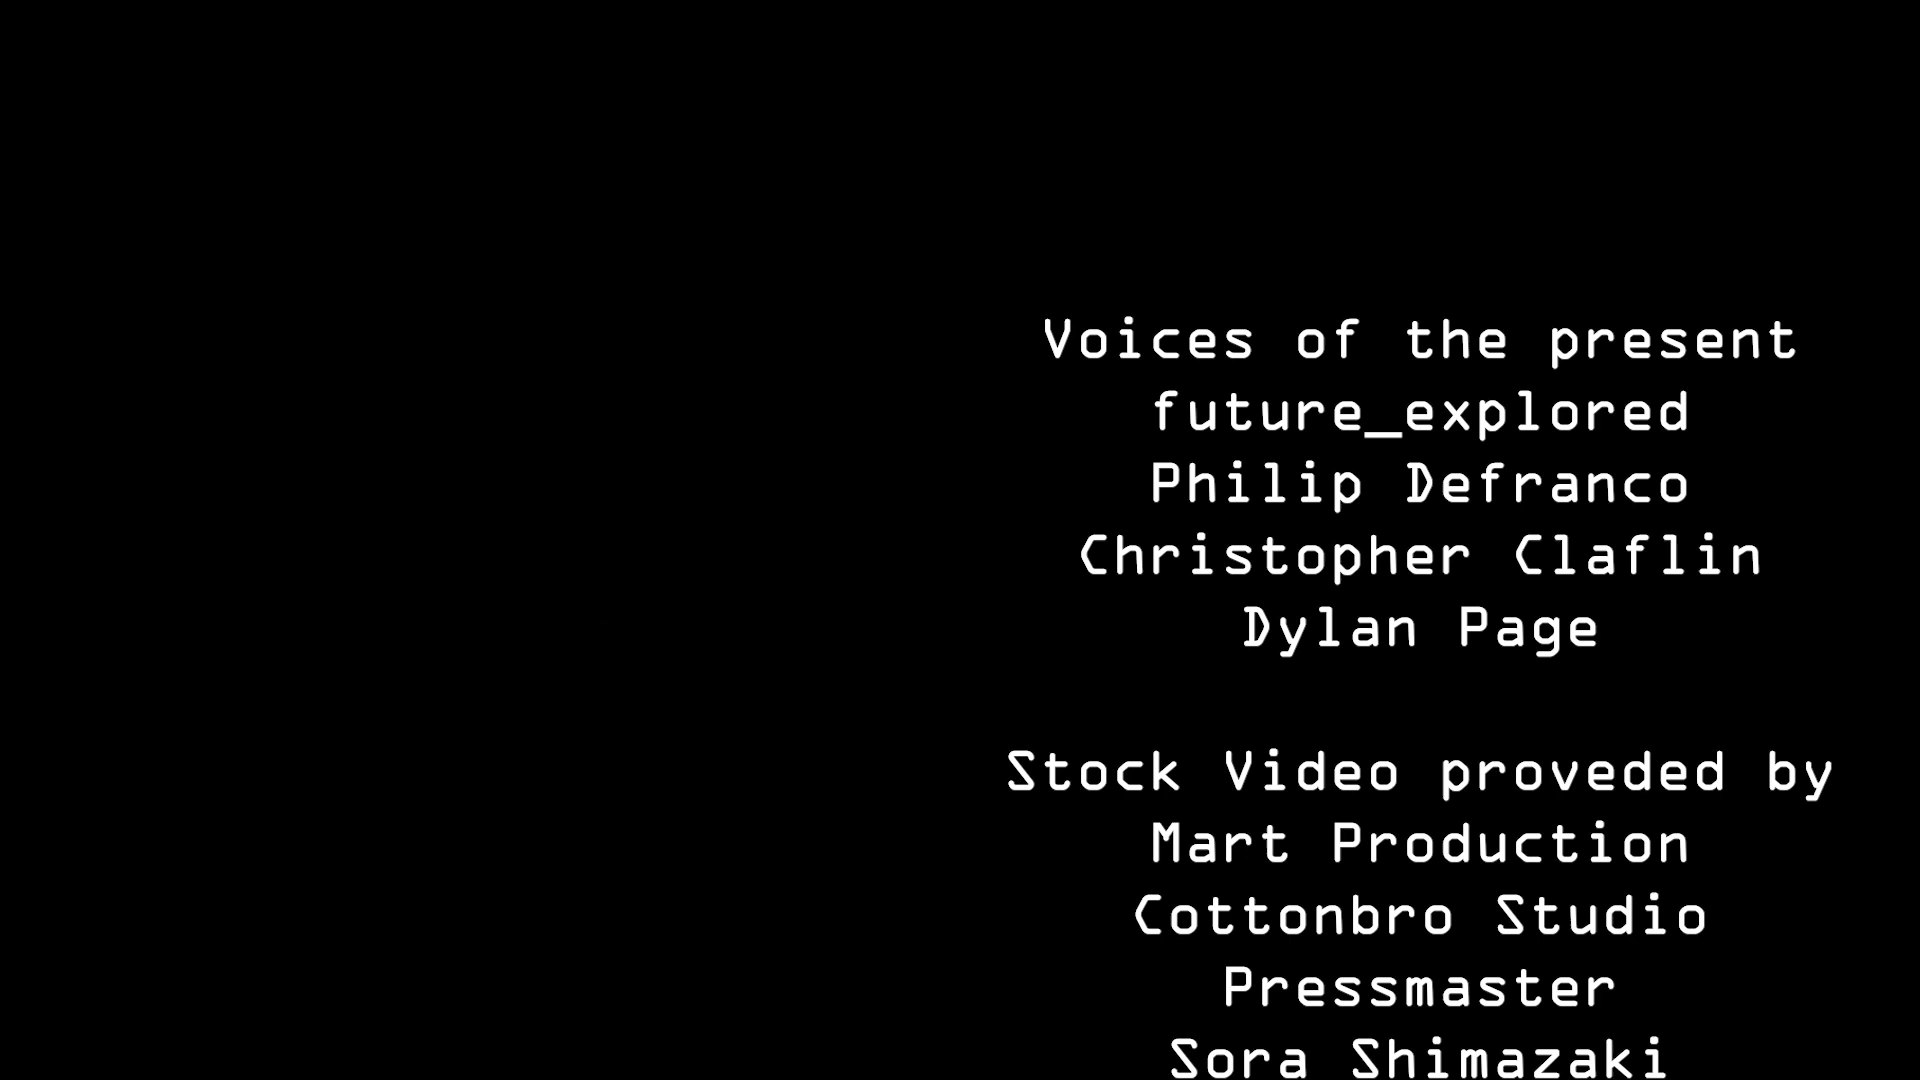 Voices of the present
future_explored
Philip Defranco
Christopher Claflin
Dylan Page
Stock Video proveded by
Mart Production
Cottonbro Studio
Pressmaster
Sora Shimazaki